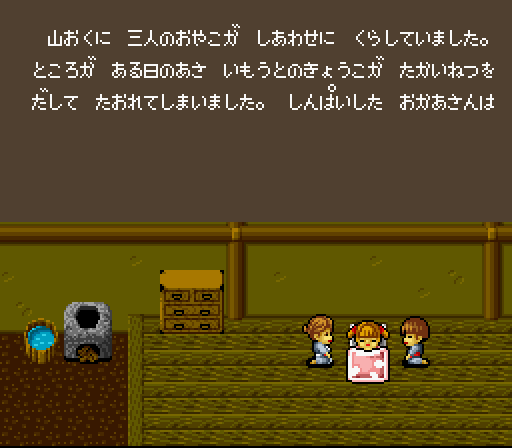 山おくに 三人のおやこが しあわせに くらしていました。
ところが ある日のあさ いもうとのきょうこが たかいねつを
だして たおれてしまいました。 しんぱいした おかあさんは